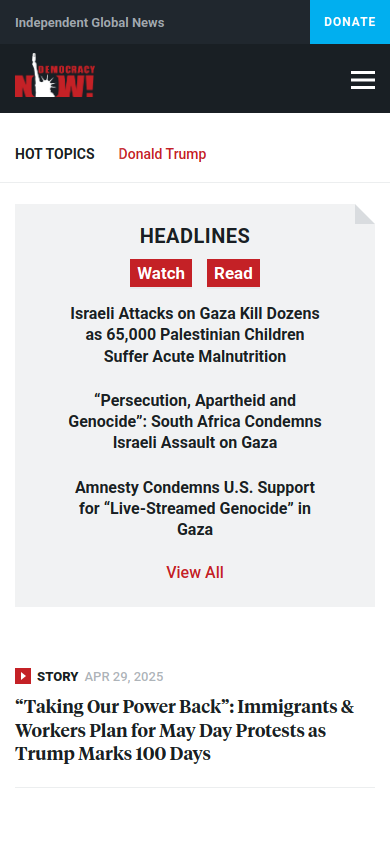 Independent Global News
DONATE
DEMOCRACY
NOW!
HOT TOPICS
Donald Trump
HEADLINES
Watch
Read
Israeli Attacks on Gaza Kill Dozens
as 65,000 Palestinian Children
Suffer Acute Malnutrition
“Persecution, Apartheid and
Genocide”: South Africa Condemns
Israeli Assault on Gaza
Amnesty Condemns U.S. Support
for “Live-Streamed Genocide” in
Gaza
View All
STORY APR 29, 2025
“Taking Our Power Back”: Immigrants &
Workers Plan for May Day Protests as
Trump Marks 100 Days